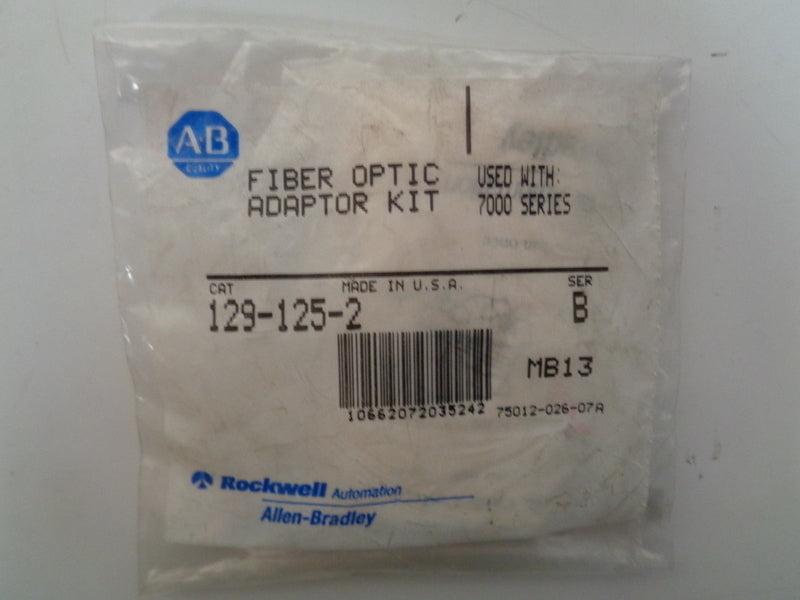 A-B
QUALITY
FIBER OPTIC
ADAPTOR KIT
USED WITH:
7000 SERIES
CAT
MADE IN U.S.A.
SER
129-125-2
B
MB13
10662072035242
75012-026-07A
Rockwell Automation
Allen-Bradley